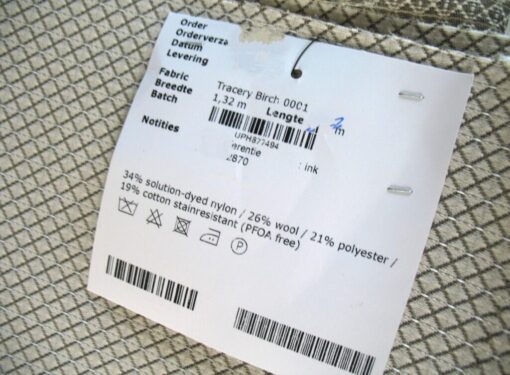 Order
Orderverza
Datum
Levering
Fabric Tracery Birch 0001
Breedte 1,32 m Lengte m
Batch
UPH877494
Notities erentie : ink
2870
34% solution-dyed nylon / 26% wool / 21% polyester /
19% cotton stainresistant (PFOA free)
P